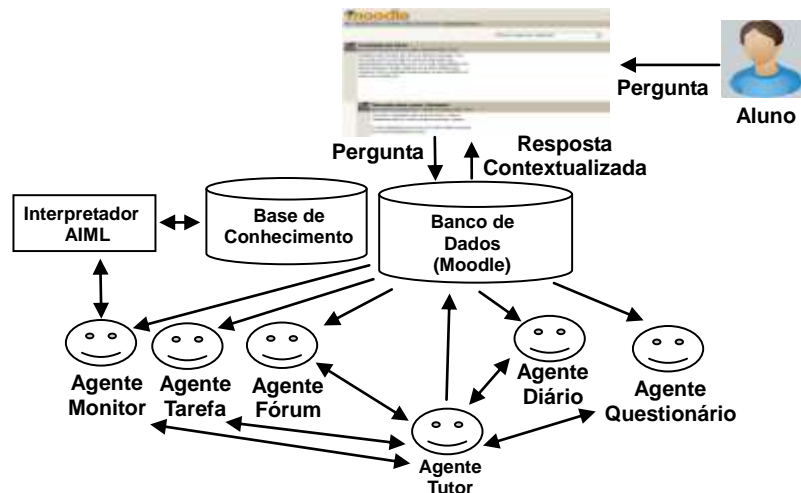 moodle
Pergunta
Aluno
Pergunta
Resposta
Contextualizada
Interpretador
AIML
Base de
Conhecimento
Banco de
Dados
(Moodle)
Agente
Monitor
Agente
Tarefa
Agente
Fórum
Agente
Diário
Agente
Questionário
Agente
Tutor